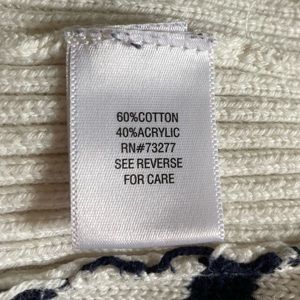 60%COTTON
40%ACRYLIC
RN#73277
SEE REVERSE
FOR CARE